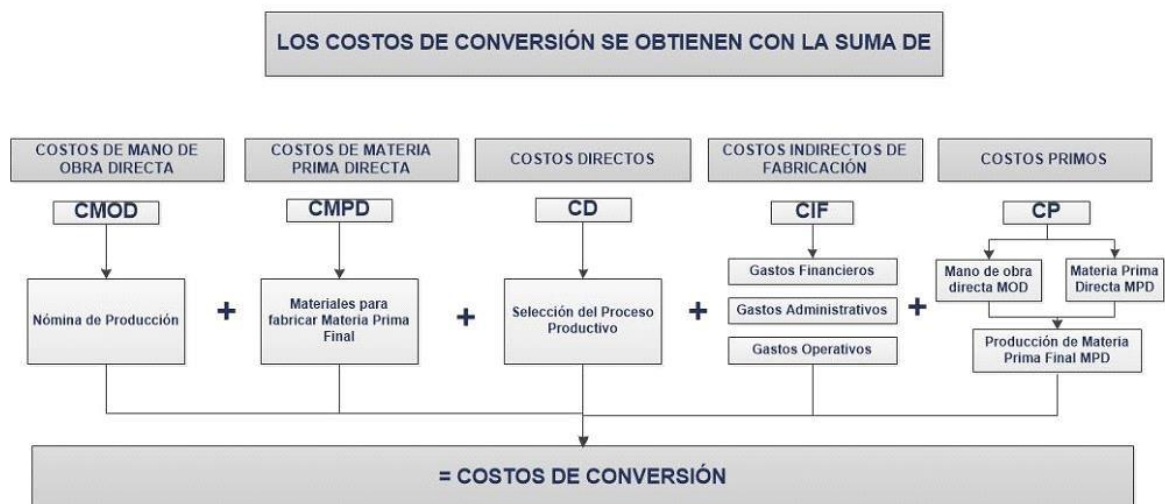 LOS COSTOS DE CONVERSIÓN SE OBTIENEN CON LA SUMA DE
COSTOS DE MANO DE
OBRA DIRECTA
CMOD
Nómina de Producción
+
COSTOS DE MATERIA
PRIMA DIRECTA
CMPD
Materiales para
fabricar Materia Prima
Final
+
COSTOS DIRECTOS
CD
Selección del Proceso
Productivo
+
COSTOS INDIRECTOS DE
FABRICACIÓN
CIF
Gastos Financieros
Gastos Administrativos
Gastos Operativos
+
COSTOS PRIMOS
CP
Mano de obra
directa MOD
Materia Prima
Directa MPD
Producción de Materia
Prima Final MPD
= COSTOS DE CONVERSIÓN